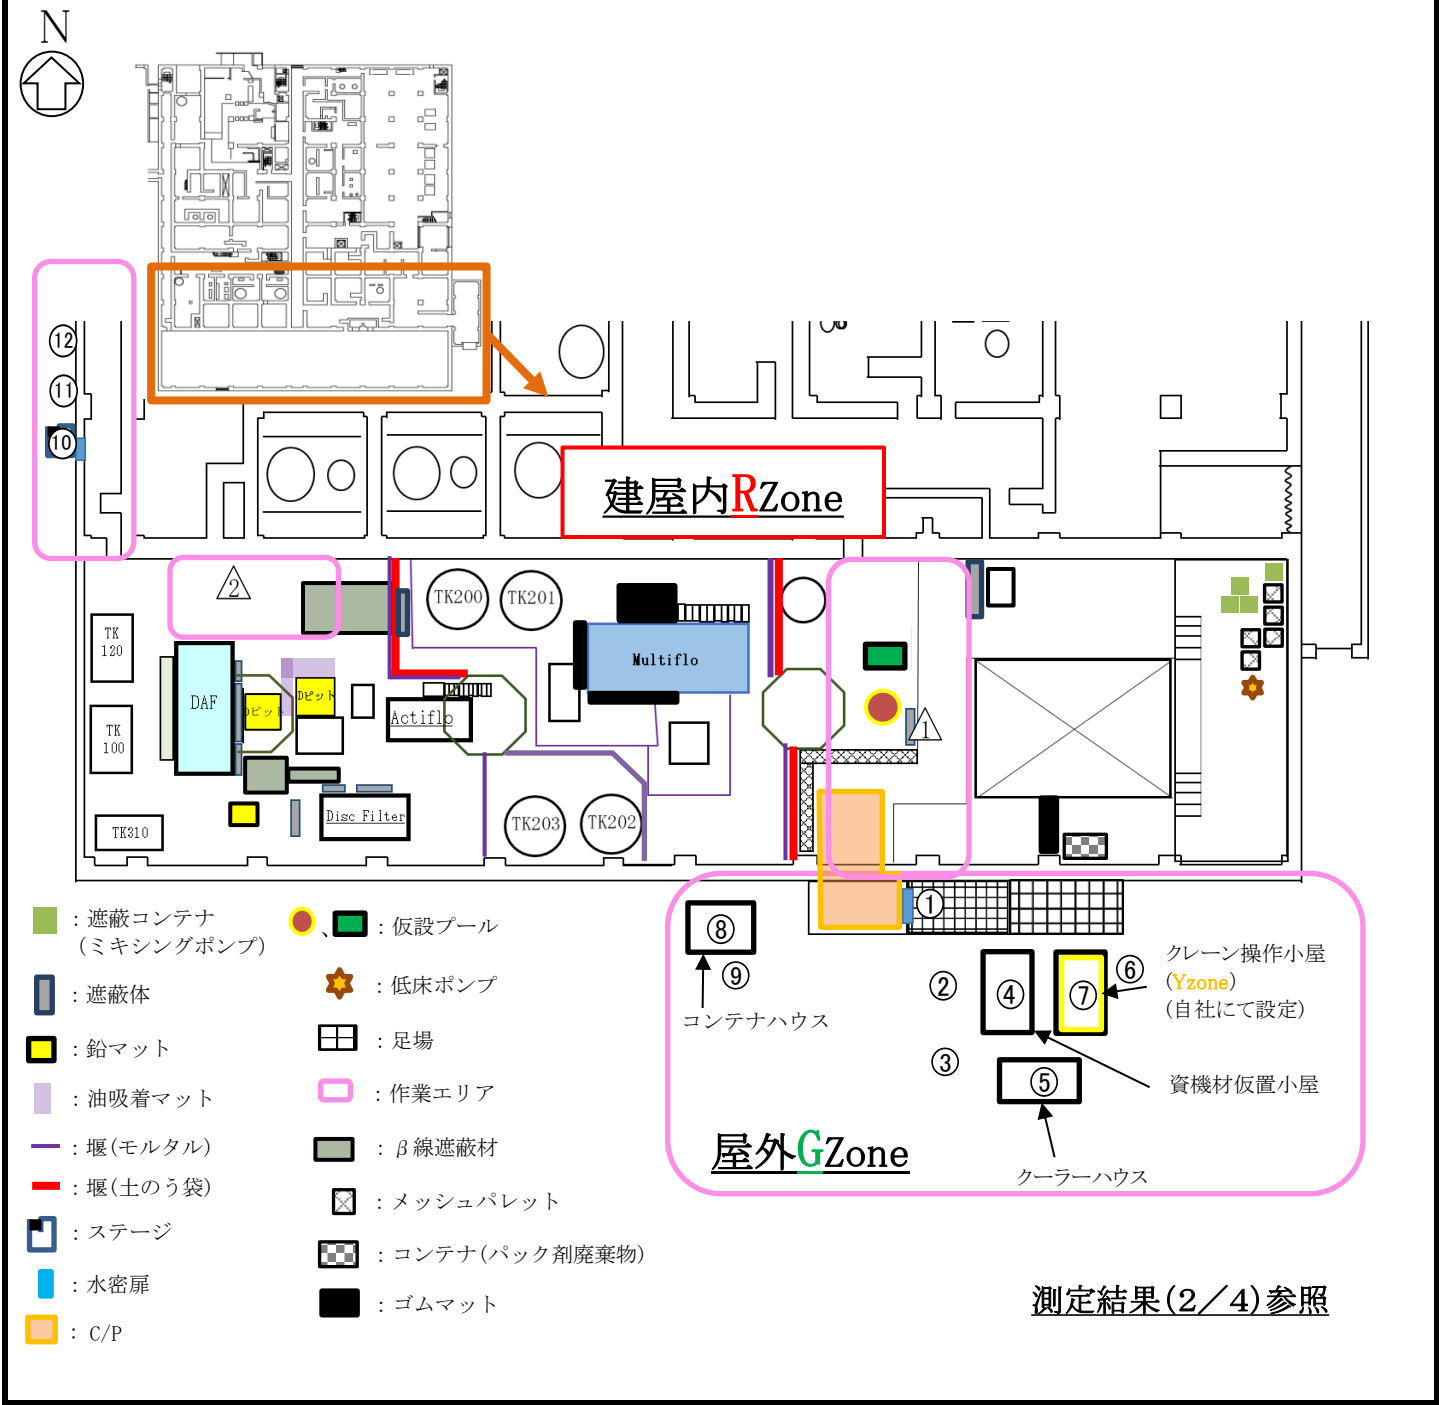 N
⑫
⑪
⑩
建屋内RZone
2
TK200
TK201
TK
120
Multiflo
DAF
Dピット
Dピット
Actiflo
1
TK
100
TK310
Disc Filter
TK203
TK202
①
②
③
④
⑤
⑥
⑦
⑧
⑨
コンテナハウス
クレーン操作小屋
(Yzone)
(自社にて設定)
資機材仮置小屋
クーラーハウス
屋外GZone
：遮蔽コンテナ
(ミキシングポンプ)
：遮蔽体
：鉛マット
：油吸着マット
：堰(モルタル)
：堰(土のう袋)
：ステージ
：水密扉
：C/P
、
：仮設プール
：低床ポンプ
：足場
：作業エリア
：β線遮蔽材
：メッシュパレット
：コンテナ(パック剤廃棄物)
：ゴムマット
測定結果(2／4)参照